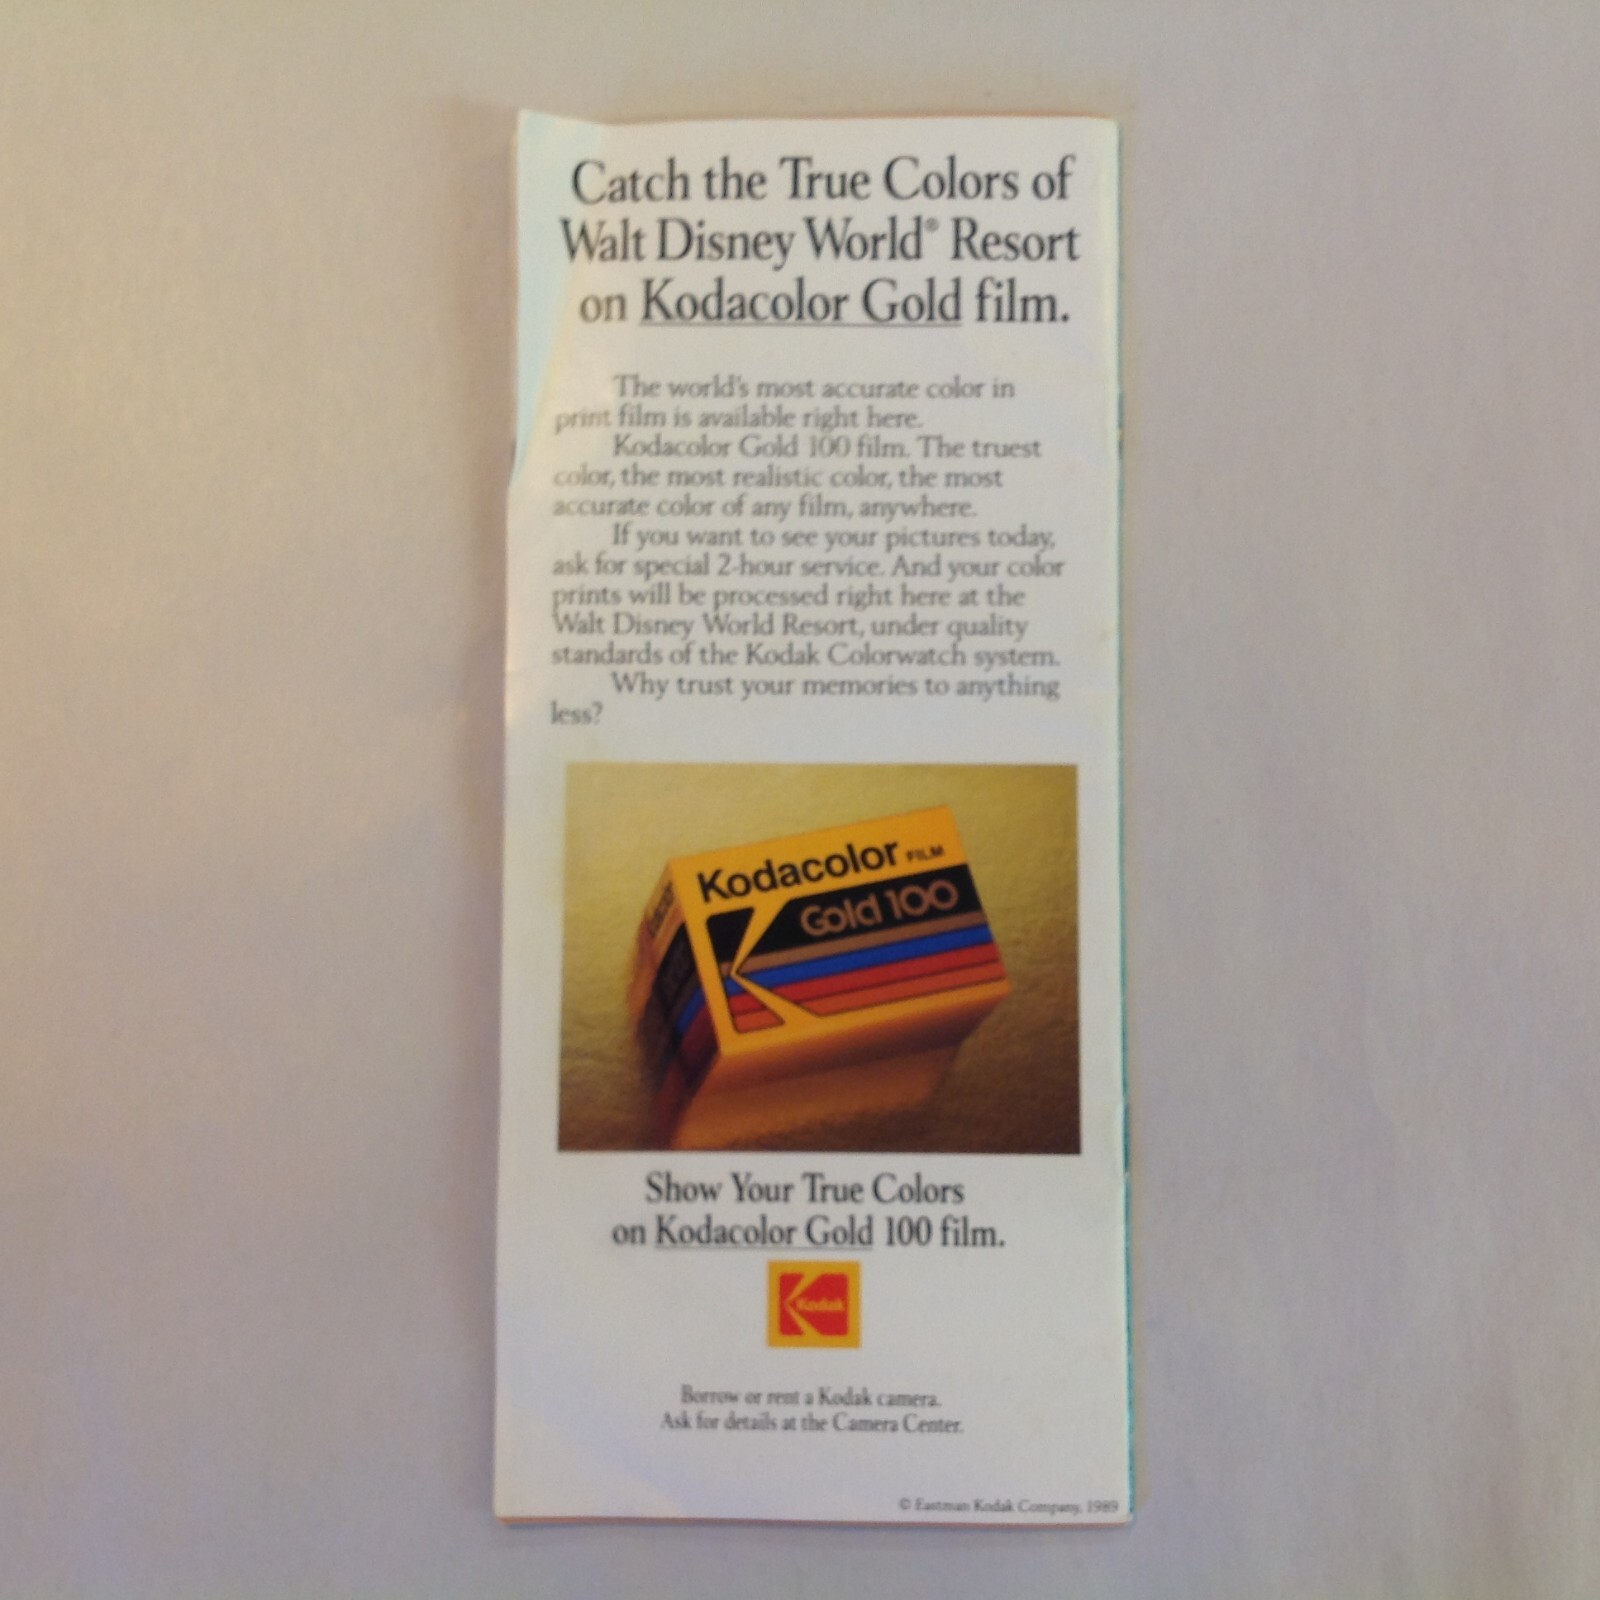 Catch the True Colors of
Walt Disney World® Resort
on Kodacolor Gold film.
The world's most accurate color in
print film is available right here.
Kodacolor Gold 100 film. The truest
color, the most realistic color, the most
accurate color of any film, anywhere.
If you want to see your pictures today,
ask for special 2-hour service. And your color
prints will be processed right here at the
Walt Disney World Resort, under quality
standards of the Kodak Colorwatch system.
Why trust your memories to anything
less?
Kodacolor FILM
Gold 100
Show Your True Colors
on Kodacolor Gold 100 film.
Kodak
Borrow or rent a Kodak camera.
Ask for details at the Camera Center.
© Eastman Kodak Company, 1989